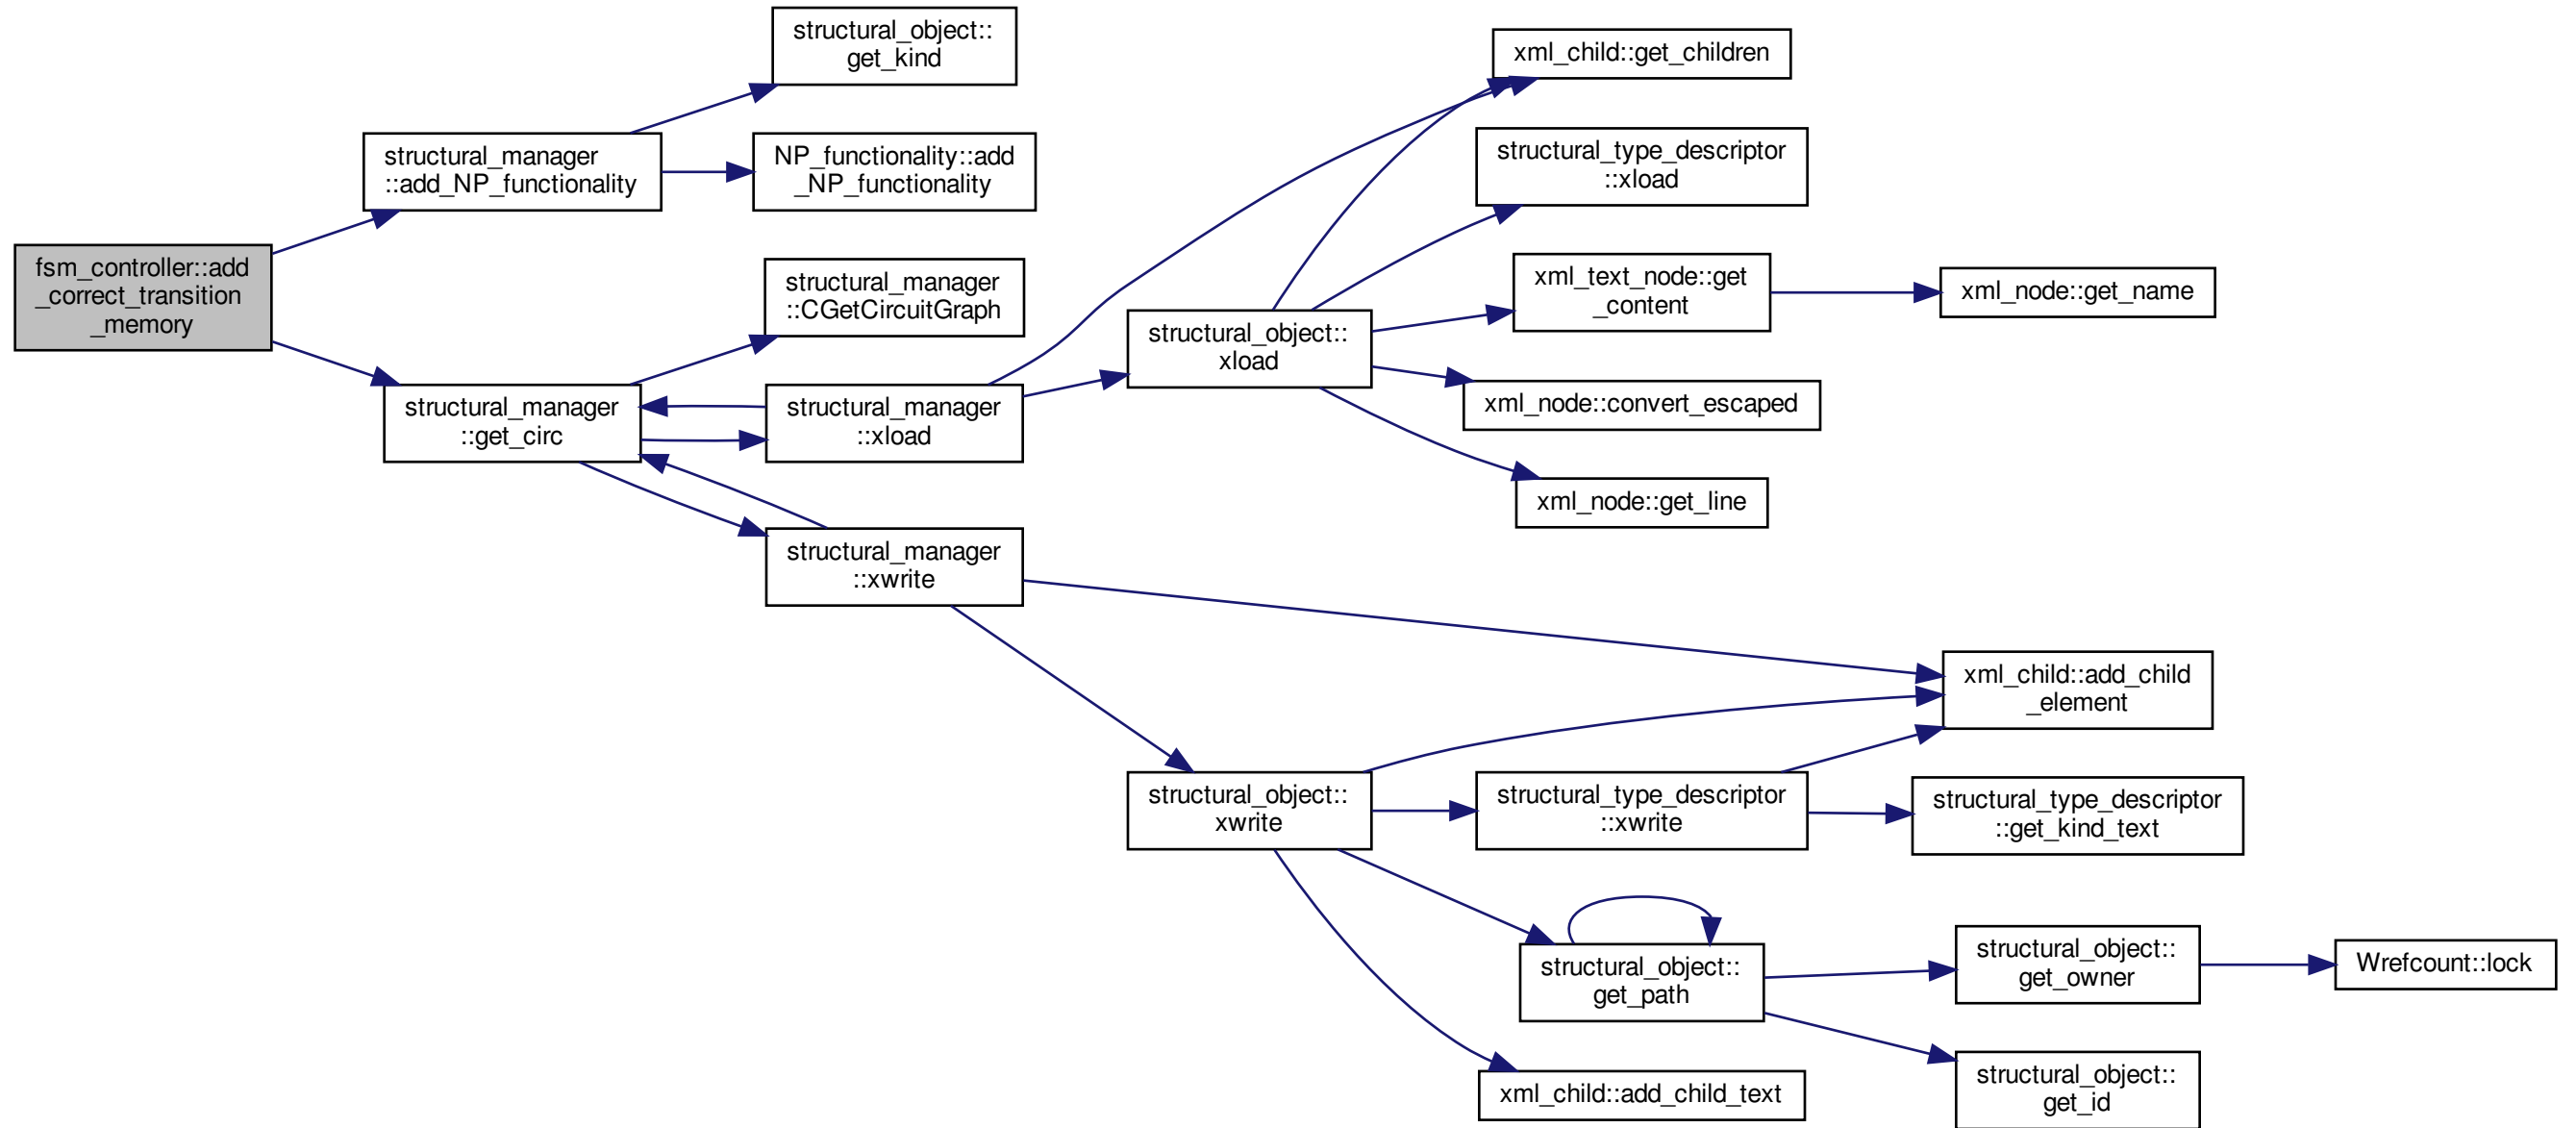 fsm_controller::add
_correct_transition
_memory
structural_manager
::add_NP_functionality
structural_object::
get_kind
NP_functionality::add
_NP_functionality
structural_manager
::get_circ
structural_manager
::CGetCircuitGraph
structural_manager
::xload
structural_manager
::xwrite
structural_object::
xload
xml_child::get_children
structural_type_descriptor
::xload
xml_text_node::get
_content
xml_node::get_name
xml_node::convert_escaped
xml_node::get_line
structural_object::
xwrite
xml_child::add_child
_element
structural_type_descriptor
::xwrite
structural_type_descriptor
::get_kind_text
structural_object::
get_path
structural_object::
get_owner
Wrefcount::lock
structural_object::
get_id
xml_child::add_child_text